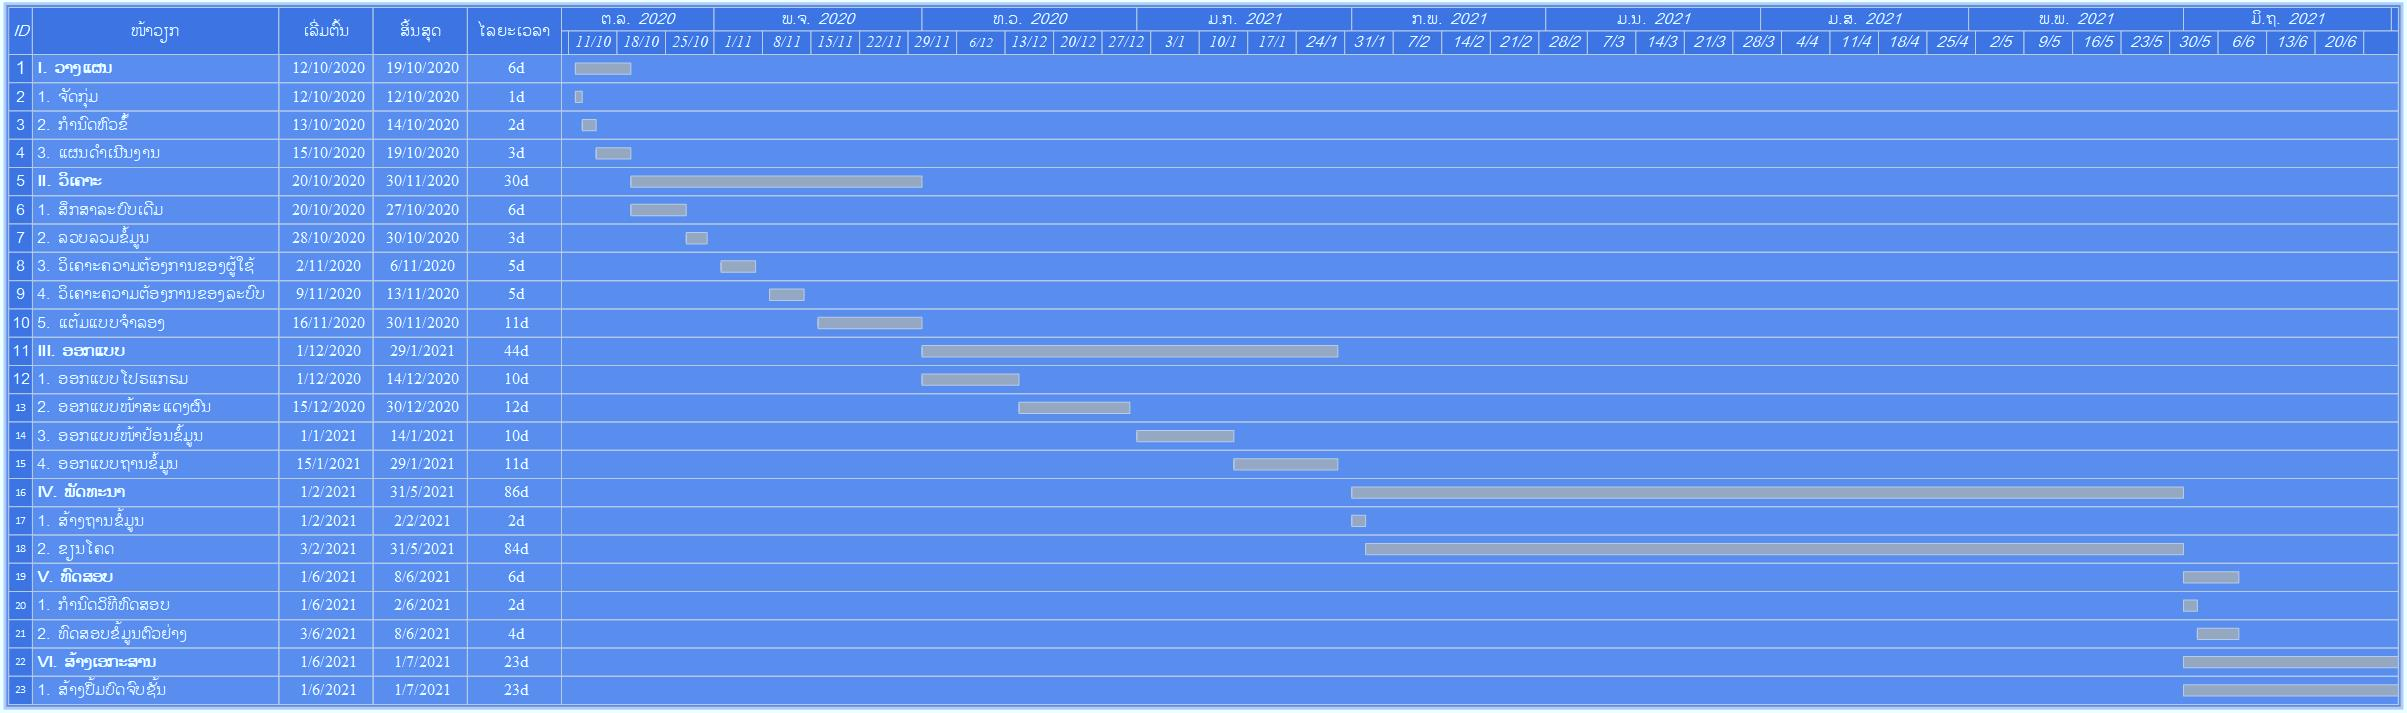 ID ໜ້າວຽກ ເລີ່ມຕົ້ນ ສິ້ນສຸດ ໄລຍະເວລາ ຕ.ລ. 2020 ພ.ຈ. 2020 ທ.ວ. 2020 ມ.ກ. 2021 ກ.ພ. 2021 ມ.ນ. 2021 ມ.ສ. 2021 ພ.ພ. 2021 ມິ.ຖ. 2021
11/10 18/10 25/10 1/11 8/11 15/11 22/11 29/11 6/12 13/12 20/12 27/12 3/1 10/1 17/1 24/1 31/1 7/2 14/2 21/2 28/2 7/3 14/3 21/3 28/3 4/4 11/4 18/4 25/4 2/5 9/5 16/5 23/5 30/5 6/6 13/6 20/6
1 I. ວາງແຜນ 12/10/2020 19/10/2020 6d
2 1. ຈັດກຸ່ມ 12/10/2020 12/10/2020 1d
3 2. ກຳນົດຫົວຂໍ້ 13/10/2020 14/10/2020 2d
4 3. ແຜນດຳເນີນງານ 15/10/2020 19/10/2020 3d
5 II. ວິເຄາະ 20/10/2020 30/11/2020 30d
6 1. ສຶກສາລະບົບເດີມ 20/10/2020 27/10/2020 6d
7 2. ລວບລວມຂໍ້ມູນ 28/10/2020 30/10/2020 3d
8 3. ວິເຄາະຄວາມຕ້ອງການຂອງຜູ້ໃຊ້ 2/11/2020 6/11/2020 5d
9 4. ວິເຄາະຄວາມຕ້ອງການຂອງລະບົບ 9/11/2020 13/11/2020 5d
10 5. ແຕ້ມແບບຈຳລອງ 16/11/2020 30/11/2020 11d
11 III. ອອກແບບ 1/12/2020 29/1/2021 44d
12 1. ອອກແບບໂປຣແກຣມ 1/12/2020 14/12/2020 10d
13 2. ອອກແບບໜ້າສະແດງຜົນ 15/12/2020 30/12/2020 12d
14 3. ອອກແບບໜ້າປ້ອນຂໍ້ມູນ 1/1/2021 14/1/2021 10d
15 4. ອອກແບບຖານຂໍ້ມູນ 15/1/2021 29/1/2021 11d
16 IV. ພັດທະນາ 1/2/2021 31/5/2021 86d
17 1. ສ້າງຖານຂໍ້ມູນ 1/2/2021 2/2/2021 2d
18 2. ຂຽນໂຄດ 3/2/2021 31/5/2021 84d
19 V. ທົດສອບ 1/6/2021 8/6/2021 6d
20 1. ກຳນົດວິທີທົດສອບ 1/6/2021 2/6/2021 2d
21 2. ທົດສອບຂໍ້ມູນຕົວຢ່າງ 3/6/2021 8/6/2021 4d
22 VI. ສ້າງເອກະສານ 1/6/2021 1/7/2021 23d
23 1. ສ້າງປຶ້ມບົດຈົບຊັ້ນ 1/6/2021 1/7/2021 23d